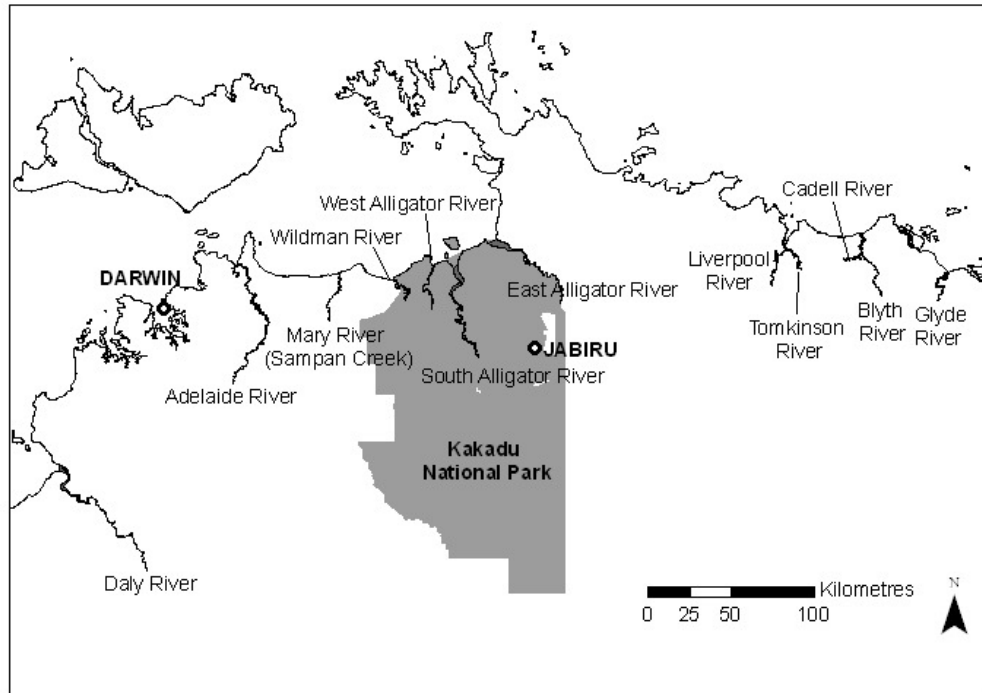 West Alligator River
Cadell River
Wildman River
DARWIN
Liverpool
River
East Alligator River
Mary River
(Sampan Creek)
Tomkinson
River
Blyth
River
Glyde
River
JABIRU
South Alligator River
Adelaide River
Kakadu
National Park
Daly River
Kilometres
0 25 50 100
N